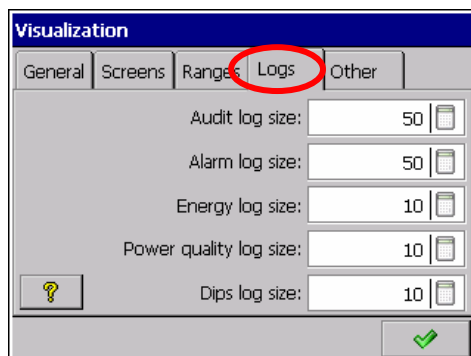 Visualization
General Screens Ranges Logs Other
Audit log size: 50
Alarm log size: 50
Energy log size: 10
Power quality log size: 10
? Dips log size: 10